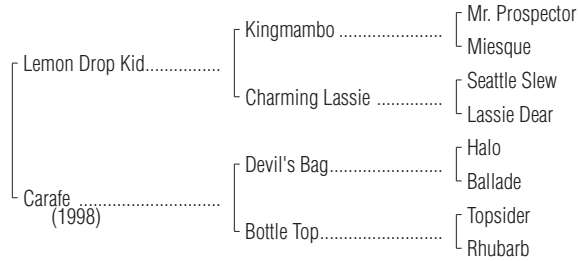 Mr. Prospector
Kingmambo ......................
Miesque
Lemon Drop Kid................
Seattle Slew
Charming Lassie ..............
Lassie Dear
Halo
Devil's Bag........................
Ballade
Carafe ..............................
(1998)
Topsider
Bottle Top..........................
Rhubarb